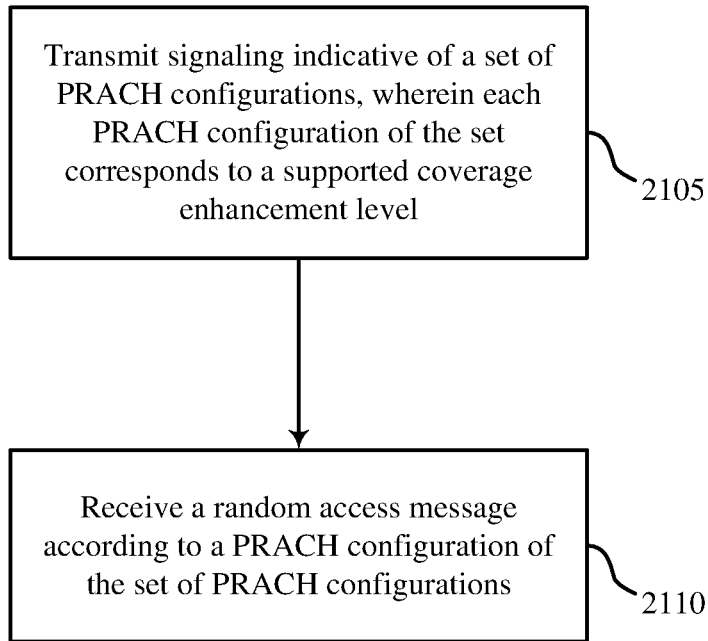 Transmit signaling indicative of a set of
PRACH configurations, wherein each
PRACH configuration of the set
corresponds to a supported coverage
enhancement level
2105
Receive a random access message
according to a PRACH configuration of
the set of PRACH configurations
2110